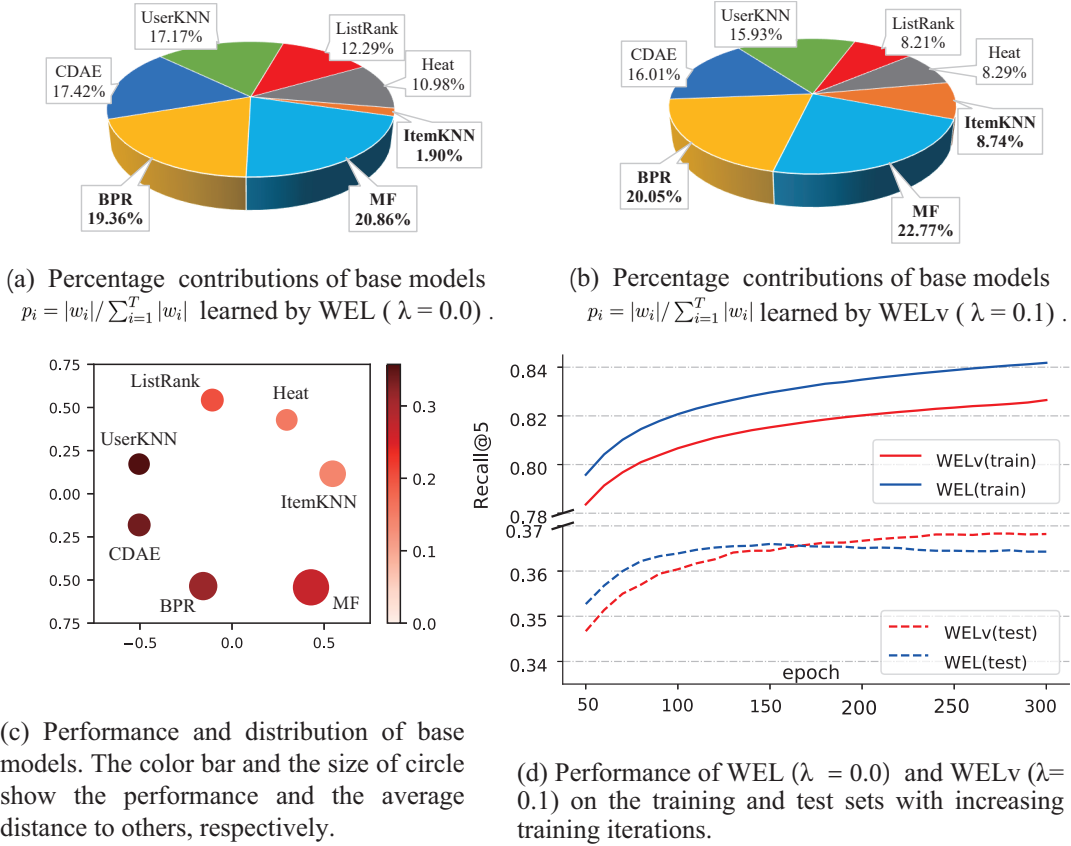 UserKNN
17.17%
ListRank
12.29%
Heat
10.98%
CDAE
17.42%
ItemKNN
1.90%
BPR
19.36%
MF
20.86%
(a) Percentage contributions of base models
p_i = |w_i|/∑_{i=1}^T |w_i| learned by WEL ( λ = 0.0) .
UserKNN
15.93%
ListRank
8.21%
Heat
8.29%
CDAE
16.01%
ItemKNN
8.74%
BPR
20.05%
MF
22.77%
(b) Percentage contributions of base models
p_i = |w_i|/∑_{i=1}^T |w_i| learned by WELv ( λ = 0.1) .
0.75
0.50
0.25
0.00
0.25
0.50
0.75
−0.5
0.0
0.5
ListRank
Heat
UserKNN
ItemKNN
CDAE
BPR
MF
0.3
0.2
0.1
0.0
(c) Performance and distribution of base
models. The color bar and the size of circle
show the performance and the average
distance to others, respectively.
Recall@5
0.84
0.82
0.80
0.78
0.37
0.36
0.35
0.34
WELv(train)
WEL(train)
WELv(test)
WEL(test)
epoch
50
100
150
200
250
300
(d) Performance of WEL (λ = 0.0) and WELv (λ=
0.1) on the training and test sets with increasing
training iterations.